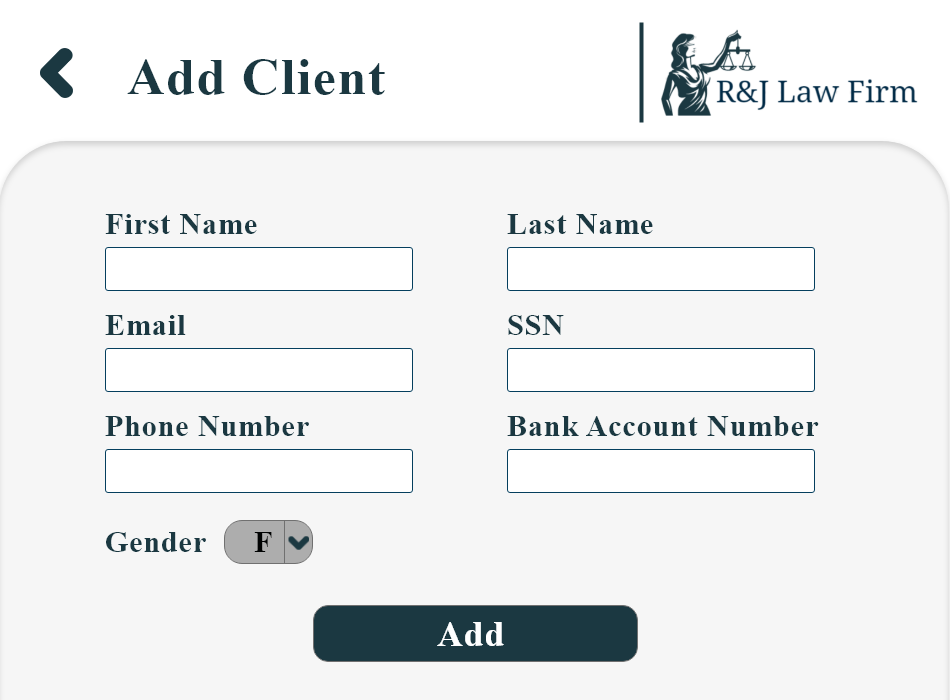 Add Client
R&J Law Firm
First Name
Last Name
Email
SSN
Phone Number
Bank Account Number
Gender
F
Add